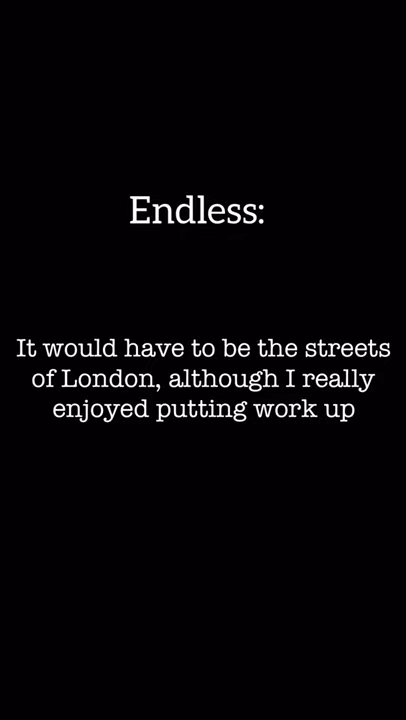 Endless:
It would have to be the streets
of London, although I really
enjoyed putting work up